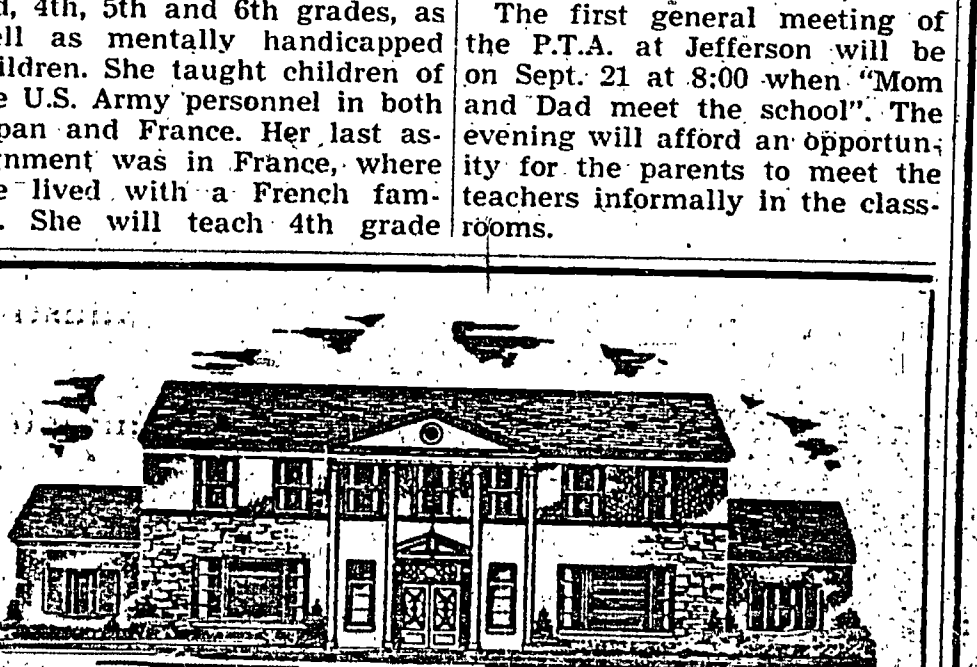 4th, 5th and 6th grades, as
as mentally handicapped
She taught children of
U.S. Army personnel in both
and France. Her last as-
was in France, where
lived with a French fam-
She will teach 4th grade
The first general meeting of
the P.T.A. at Jefferson will be
on Sept. 21 at 8:00 when "Mom
and Dad meet the school". The
evening will afford an opportun-
ity for the parents to meet the
teachers informally in the class-
rooms.